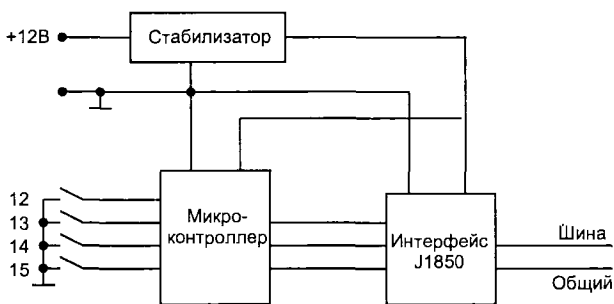 +12В
Стабилизатор
12
13
14
15
Микро-
контроллер
Интерфейс
J1850
Шина
Общий